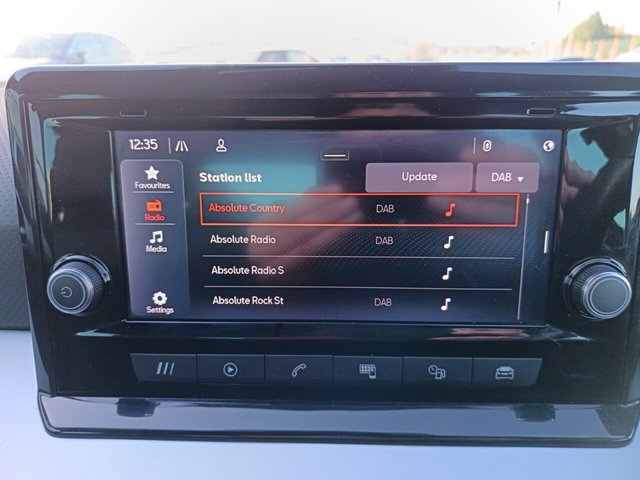 12:35
Station list
Update
DAB
Favourites
Radio
Media
Settings
Absolute Country DAB
Absolute Radio DAB
Absolute Radio S
Absolute Rock St DAB